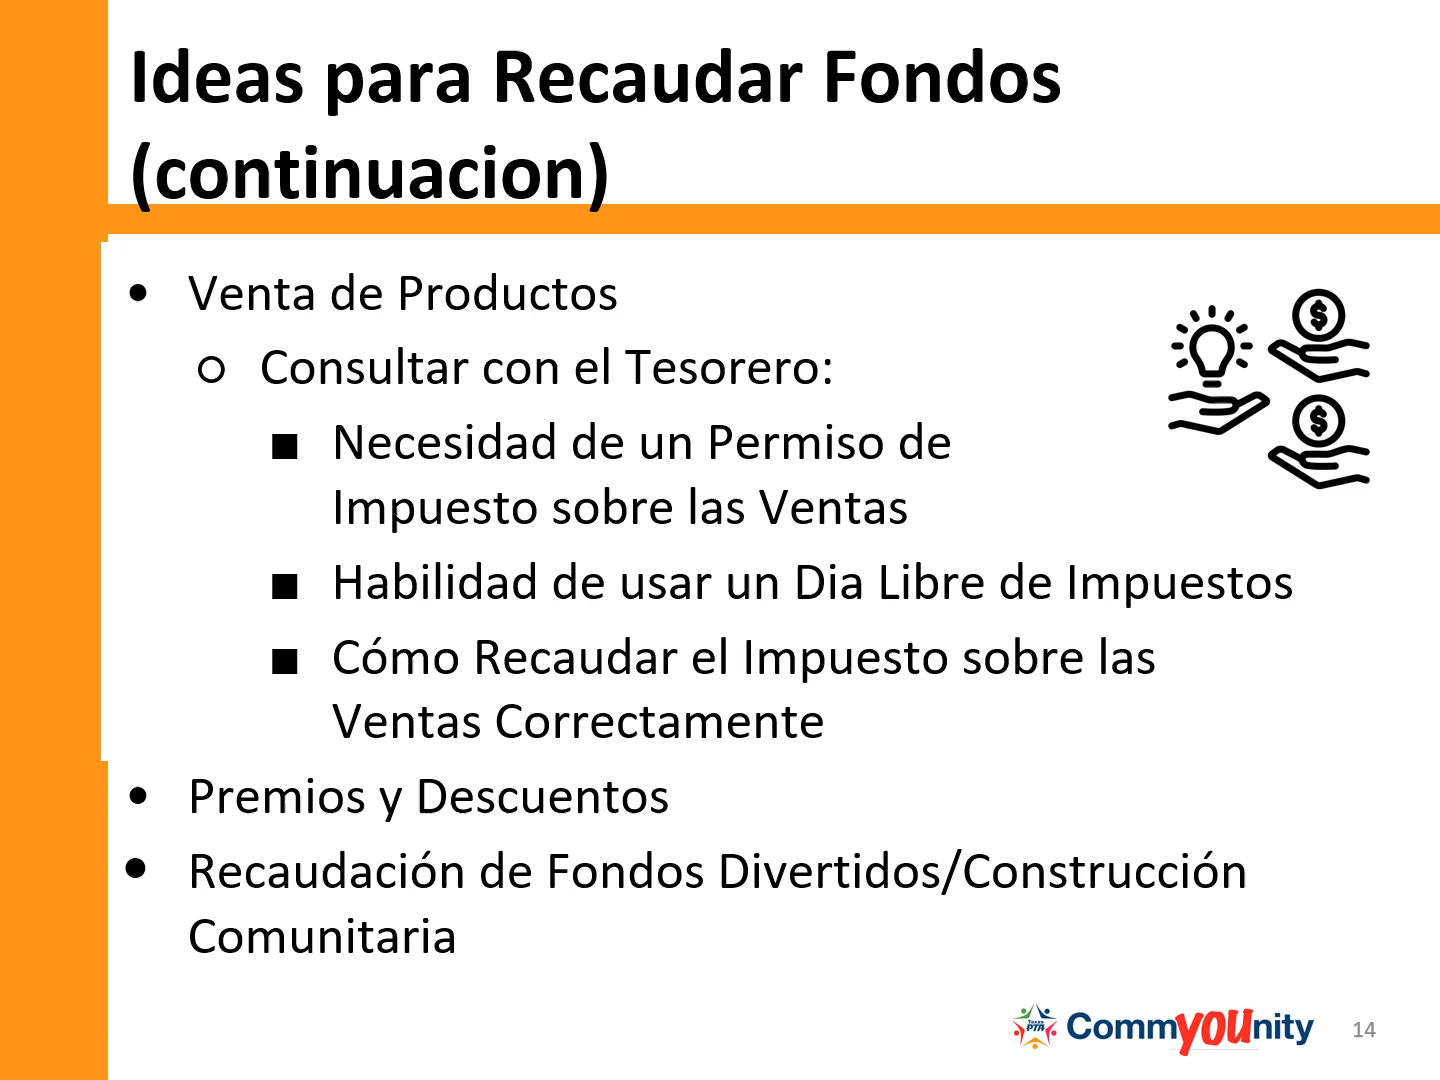 Ideas para Recaudar Fondos
(continuacion)
• Venta de Productos
○ Consultar con el Tesorero:
■ Necesidad de un Permiso de
Impuesto sobre las Ventas
■ Habilidad de usar un Dia Libre de Impuestos
■ Cómo Recaudar el Impuesto sobre las
Ventas Correctamente
• Premios y Descuentos
• Recaudación de Fondos Divertidos/Construcción
Comunitaria
$
$
Texas
PTA
CommYOUnity
14